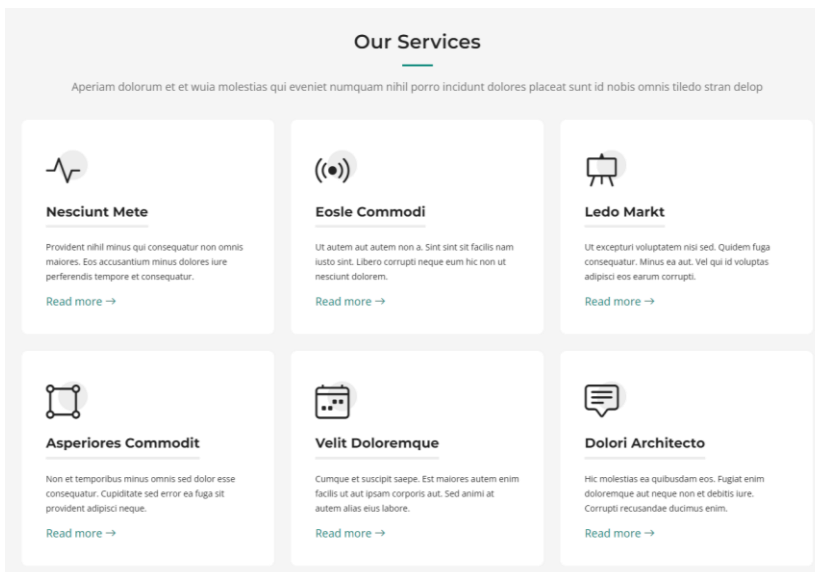 Our Services
Aperiam dolorum et et wuia molestias qui eveniet numquam nihil porro incidunt dolores placeat sunt id nobis omnis tiledo stran delop
Nesciunt Mete
Provident nihil minus qui consequatur non omnis
maiores. Eos accusantium minus dolores iure
perferendis tempore et consequatur.
Read more →
Eosle Commodi
Ut autem aut autem non a. Sint sint sit facilis nam
iusto sint. Libero corrupti neque eum hic non ut
nesciunt dolorem.
Read more →
Ledo Markt
Ut excepturi voluptatem nisi sed. Quidem fuga
consequatur. Minus ea aut. Vel qui id voluptas
adipisci eos earum corrupti.
Read more →
Asperiores Commodit
Non et temporibus minus omnis sed dolor esse
consequatur. Cupiditate sed error ea fuga sit
provident adipisci neque.
Read more →
Velit Doloremque
Cumque et suscipit saepe. Est maiores autem enim
facilis ut aut ipsam corporis aut. Sed animi at
autem alias eius labore.
Read more →
Dolori Architecto
Hic molestias ea quibusdam eos. Fugiat enim
doloremque aut neque non et debitis iure.
Corrupti recusandae ducimus enim.
Read more →